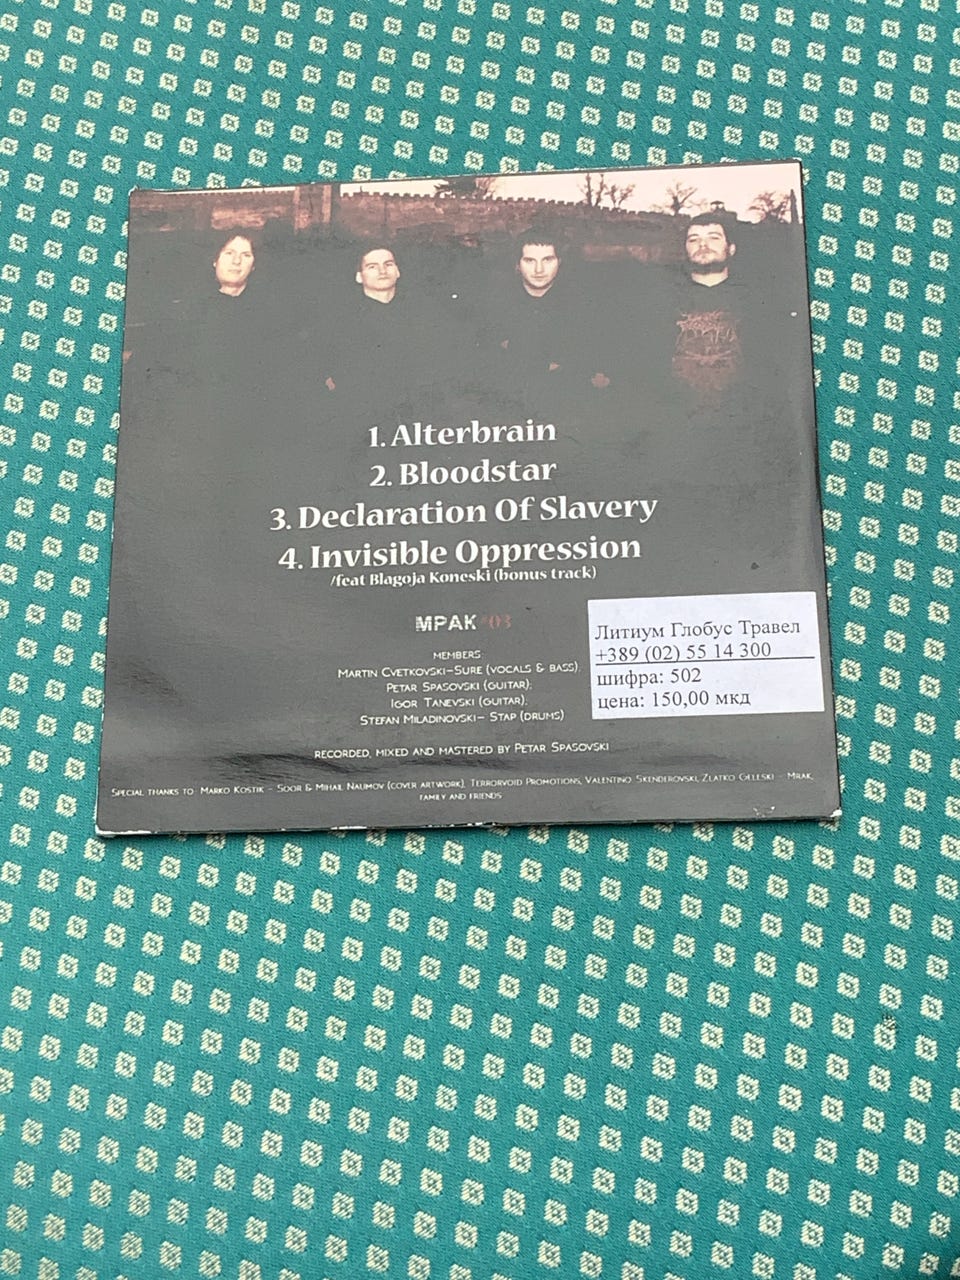 1. Alterbrain
2. Bloodstar
3. Declaration Of Slavery
4. Invisible Oppression
/feat Blagoja Koneski (bonus track)
МРАК #03
MEMBERS:
MARTIN CVETKOVSKI-SURE (VOCALS & BASS);
PETAR SPASOVSKI (GUITAR);
IGOR TANEVSKI (GUITAR);
STEFAN MILADINOVSKI- STAP (DRUMS)
RECORDED, MIXED AND MASTERED BY PETAR SPASOVSKI
SPECIAL THANKS TO: MARKO KOSTIK - SOOR & MIHAIL NAUMOV (COVER ARTWORK), TERRORVOID PROMOTIONS, VALENTINO SKENDEROVSKI, ZLATKO GELESKI - MRAK,
FAMILY AND FRIENDS
Литиум Глобус Травел
+389 (02) 55 14 300
шифра: 502
цена: 150,00 мкд